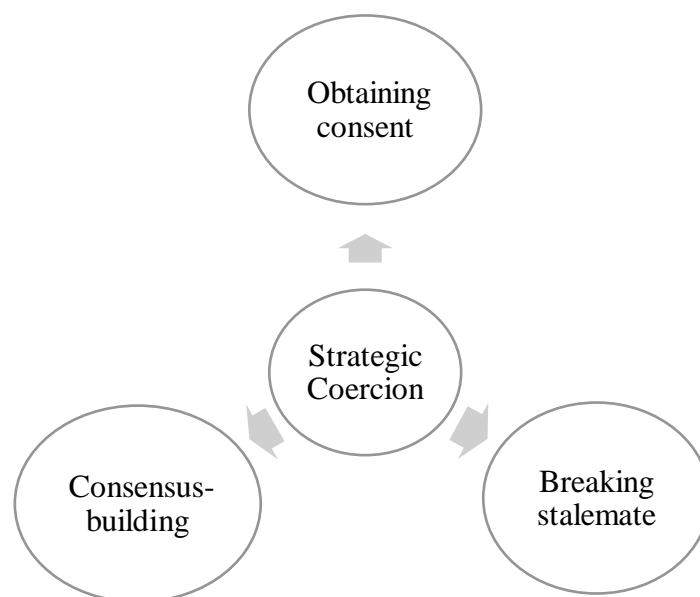 Obtaining
consent
Strategic
Coercion
Consensus-
building
Breaking
stalemate